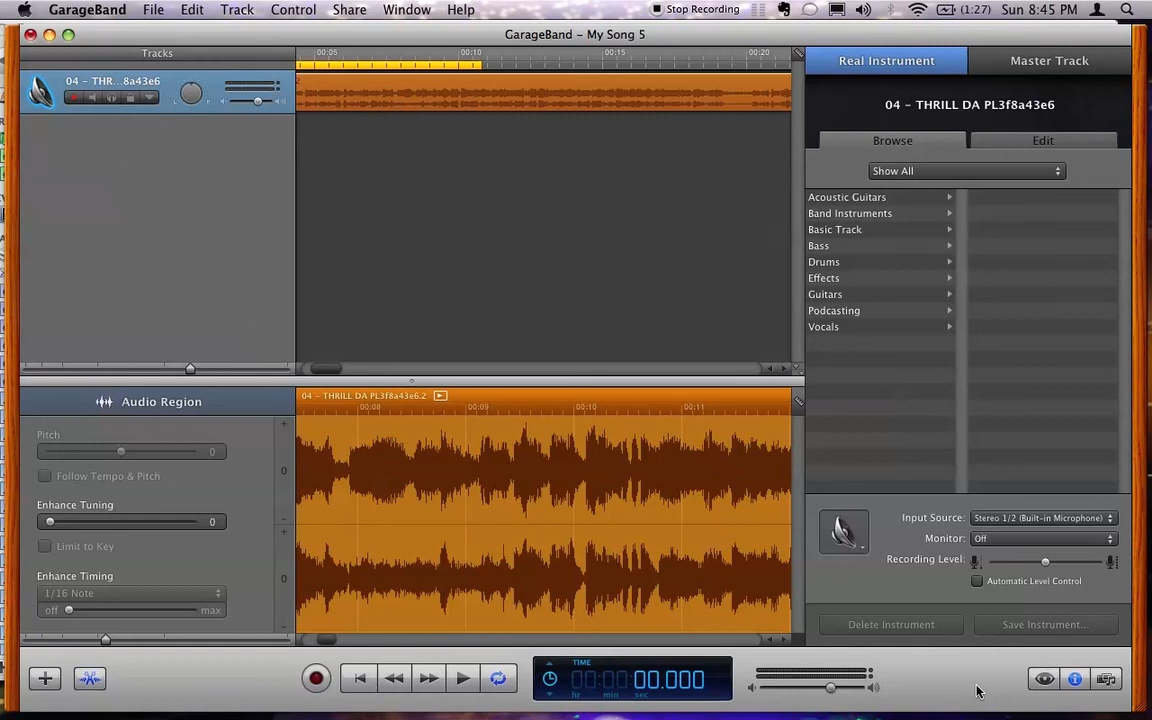 GarageBand File Edit Track Control Share Window Help Stop Recording (1:27) Sun 8:45 PM
GarageBand – My Song 5
Tracks
00:05 00:10 00:15 00:20
Real Instrument Master Track
04 – THR...8a43e6
L R
04 – THRILL DA PL3f8a43e6
Browse Edit
Show All
Acoustic Guitars
Band Instruments
Basic Track
Bass
Drums
Effects
Guitars
Podcasting
Vocals
Audio Region
04 – THRILL DA PL3f8a43e6.2
00:08 00:09 00:10 00:11
Pitch
0
Follow Tempo & Pitch
Enhance Tuning
0
Limit to Key
Enhance Timing
1/16 Note
off max
0
0
Input Source: Stereo 1/2 (Built-in Microphone)
Monitor: Off
Recording Level:
Automatic Level Control
Delete Instrument Save Instrument...
TIME
00:00:00.000
hr min sec